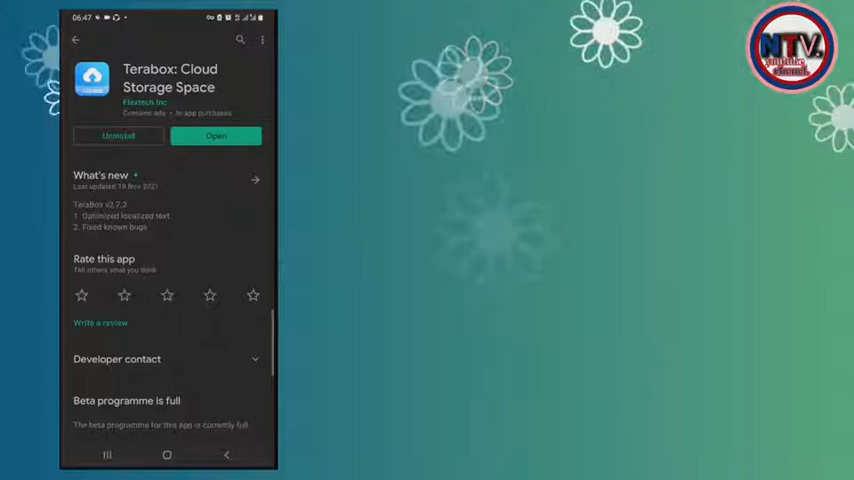 06:47
NTV.
youtube
chenel.
Terabox: Cloud
Storage Space
Flextech Inc
Contains ads • In-app purchases
Uninstall
Open
What's new
Last updated 19 Nov 2021
TeraBox v2.7.2
1. Optimized localized text
2. Fixed known bugs
Rate this app
Tell others what you think
Write a review
Developer contact
Beta programme is full
The beta programme for this app is currently full.